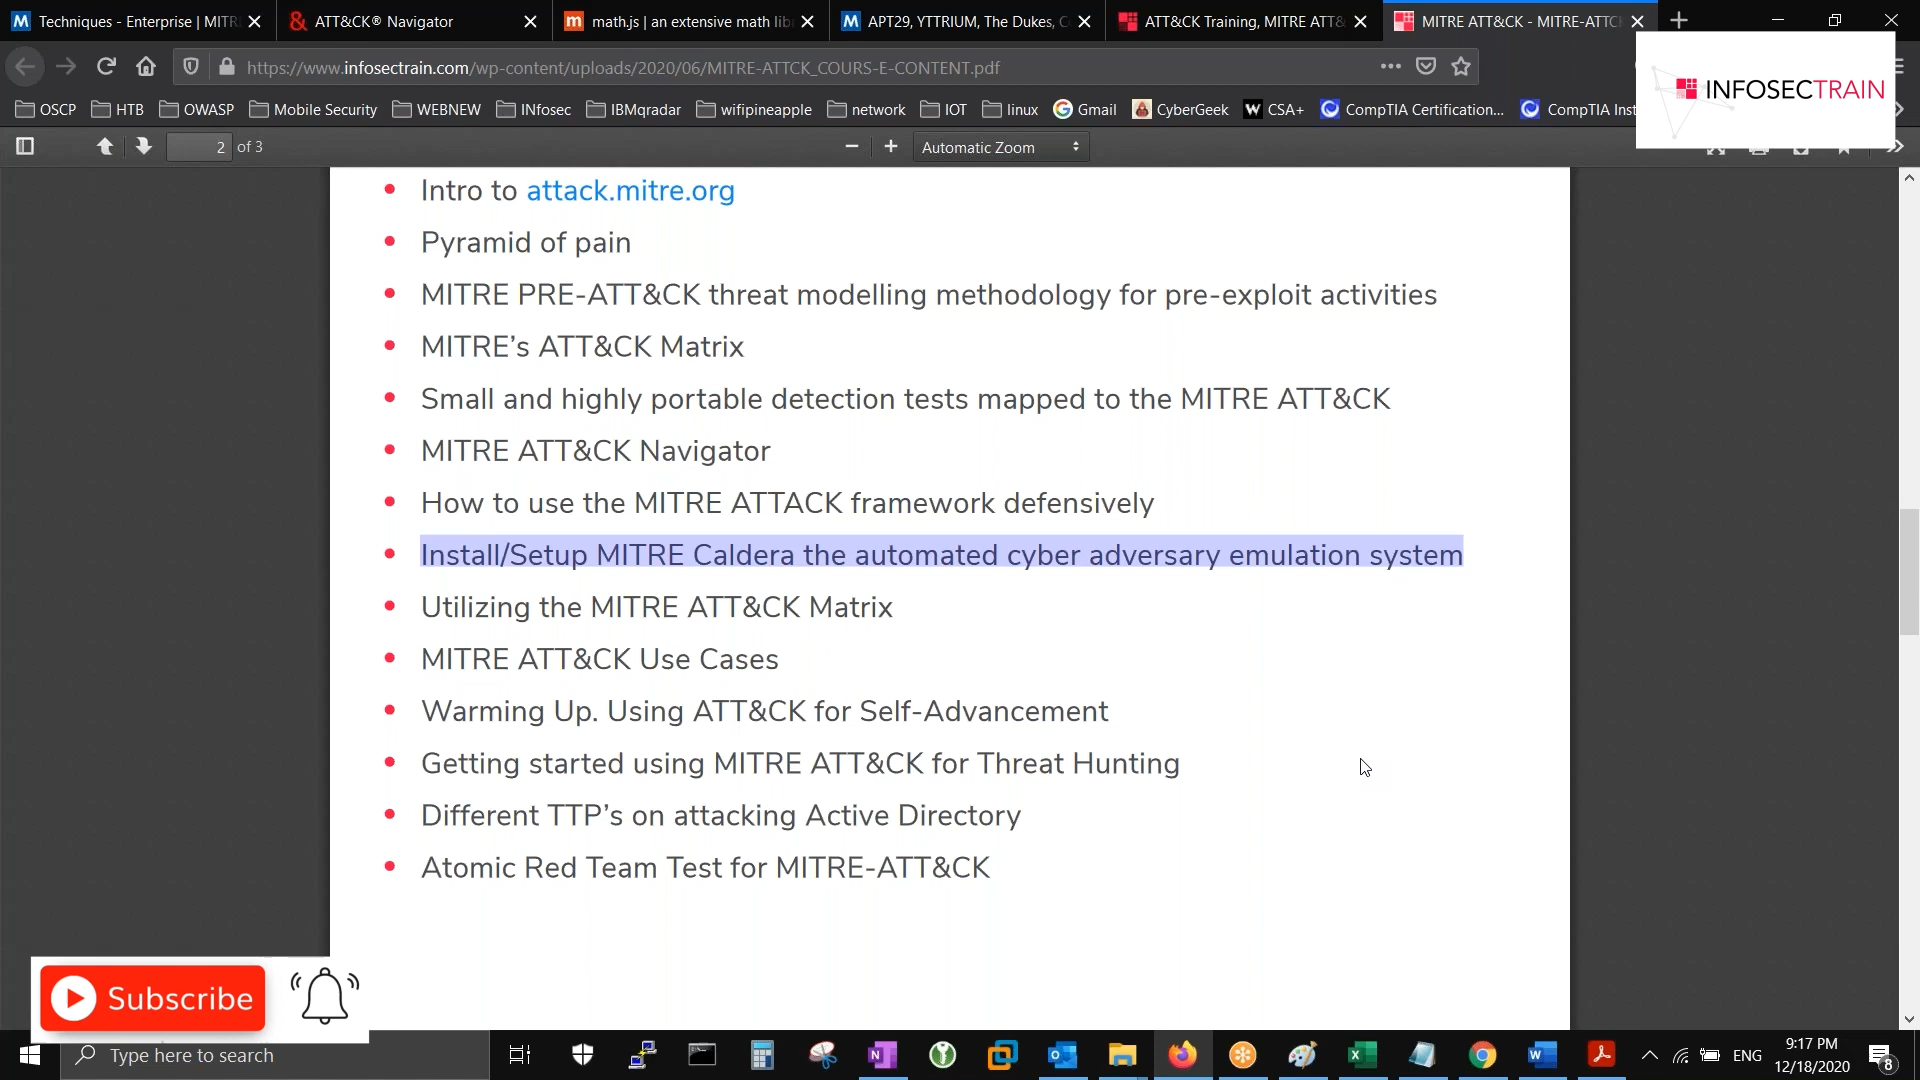 Techniques - Enterprise | MITR
ATT&CK® Navigator
math.js | an extensive math lib
APT29, YTTRIUM, The Dukes, C
ATT&CK Training, MITRE ATT&
MITRE ATT&CK - MITRE-ATTC
https://www.infosectrain.com/wp-content/uploads/2020/06/MITRE-ATTCK_COURS-E-CONTENT.pdf
INFOSECTRAIN
OSCP
HTB
OWASP
Mobile Security
WEBNEW
INfosec
IBMqradar
wifipineapple
network
IOT
linux
Gmail
CyberGeek
CSA+
CompTIA Certification...
CompTIA Inst
2 of 3
Automatic Zoom
• Intro to attack.mitre.org
• Pyramid of pain
• MITRE PRE-ATT&CK threat modelling methodology for pre-exploit activities
• MITRE’s ATT&CK Matrix
• Small and highly portable detection tests mapped to the MITRE ATT&CK
• MITRE ATT&CK Navigator
• How to use the MITRE ATTACK framework defensively
• Install/Setup MITRE Caldera the automated cyber adversary emulation system
• Utilizing the MITRE ATT&CK Matrix
• MITRE ATT&CK Use Cases
• Warming Up. Using ATT&CK for Self-Advancement
• Getting started using MITRE ATT&CK for Threat Hunting
• Different TTP’s on attacking Active Directory
• Atomic Red Team Test for MITRE-ATT&CK
Subscribe
Type here to search
ENG
9:17 PM
12/18/2020
8